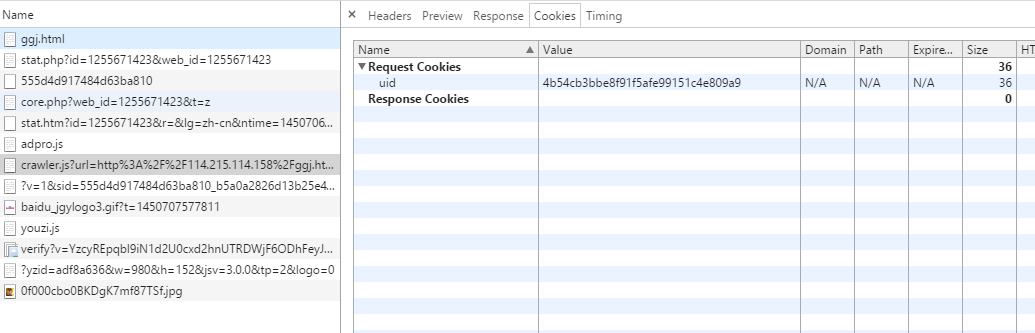 Name
ggj.html
stat.php?id=1255671423&web_id=1255671423
555d4d917484d63ba810
core.php?web_id=1255671423&t=z
stat.htm?id=1255671423&r=&lg=zh-cn&ntime=1450706...
adpro.js
crawler.js?url=http%3A%2F%2F114.215.114.158%2Fggj.ht...
?v=1&sid=555d4d917484d63ba810_b5a0a2826d13b25e4...
baidu_jgylogo3.gif?t=1450707577811
youzi.js
verify?v=YzcyREpqbl9iN1d2U0cxd2hnUTRDWjF6ODhFeyJ...
?yzid=adf8a636&w=980&h=152&jsv=3.0.0&tp=2&logo=0
0f000cbo0BKDgK7mf87TSf.jpg
× Headers Preview Response Cookies Timing
Name Value Domain Path Expire... Size HT
Request Cookies 36
uid 4b54cb3bbe8f91f5afe99151c4e809a9 N/A N/A N/A 36
Response Cookies 0